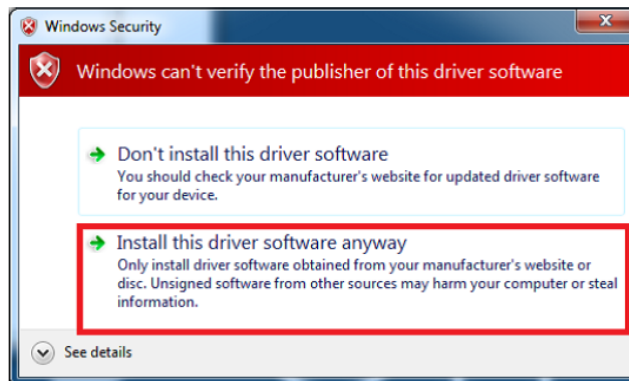 Windows Security
Windows can't verify the publisher of this driver software
Don't install this driver software
You should check your manufacturer's website for updated driver software
for your device.
Install this driver software anyway
Only install driver software obtained from your manufacturer's website or
disc. Unsigned software from other sources may harm your computer or steal
information.
See details